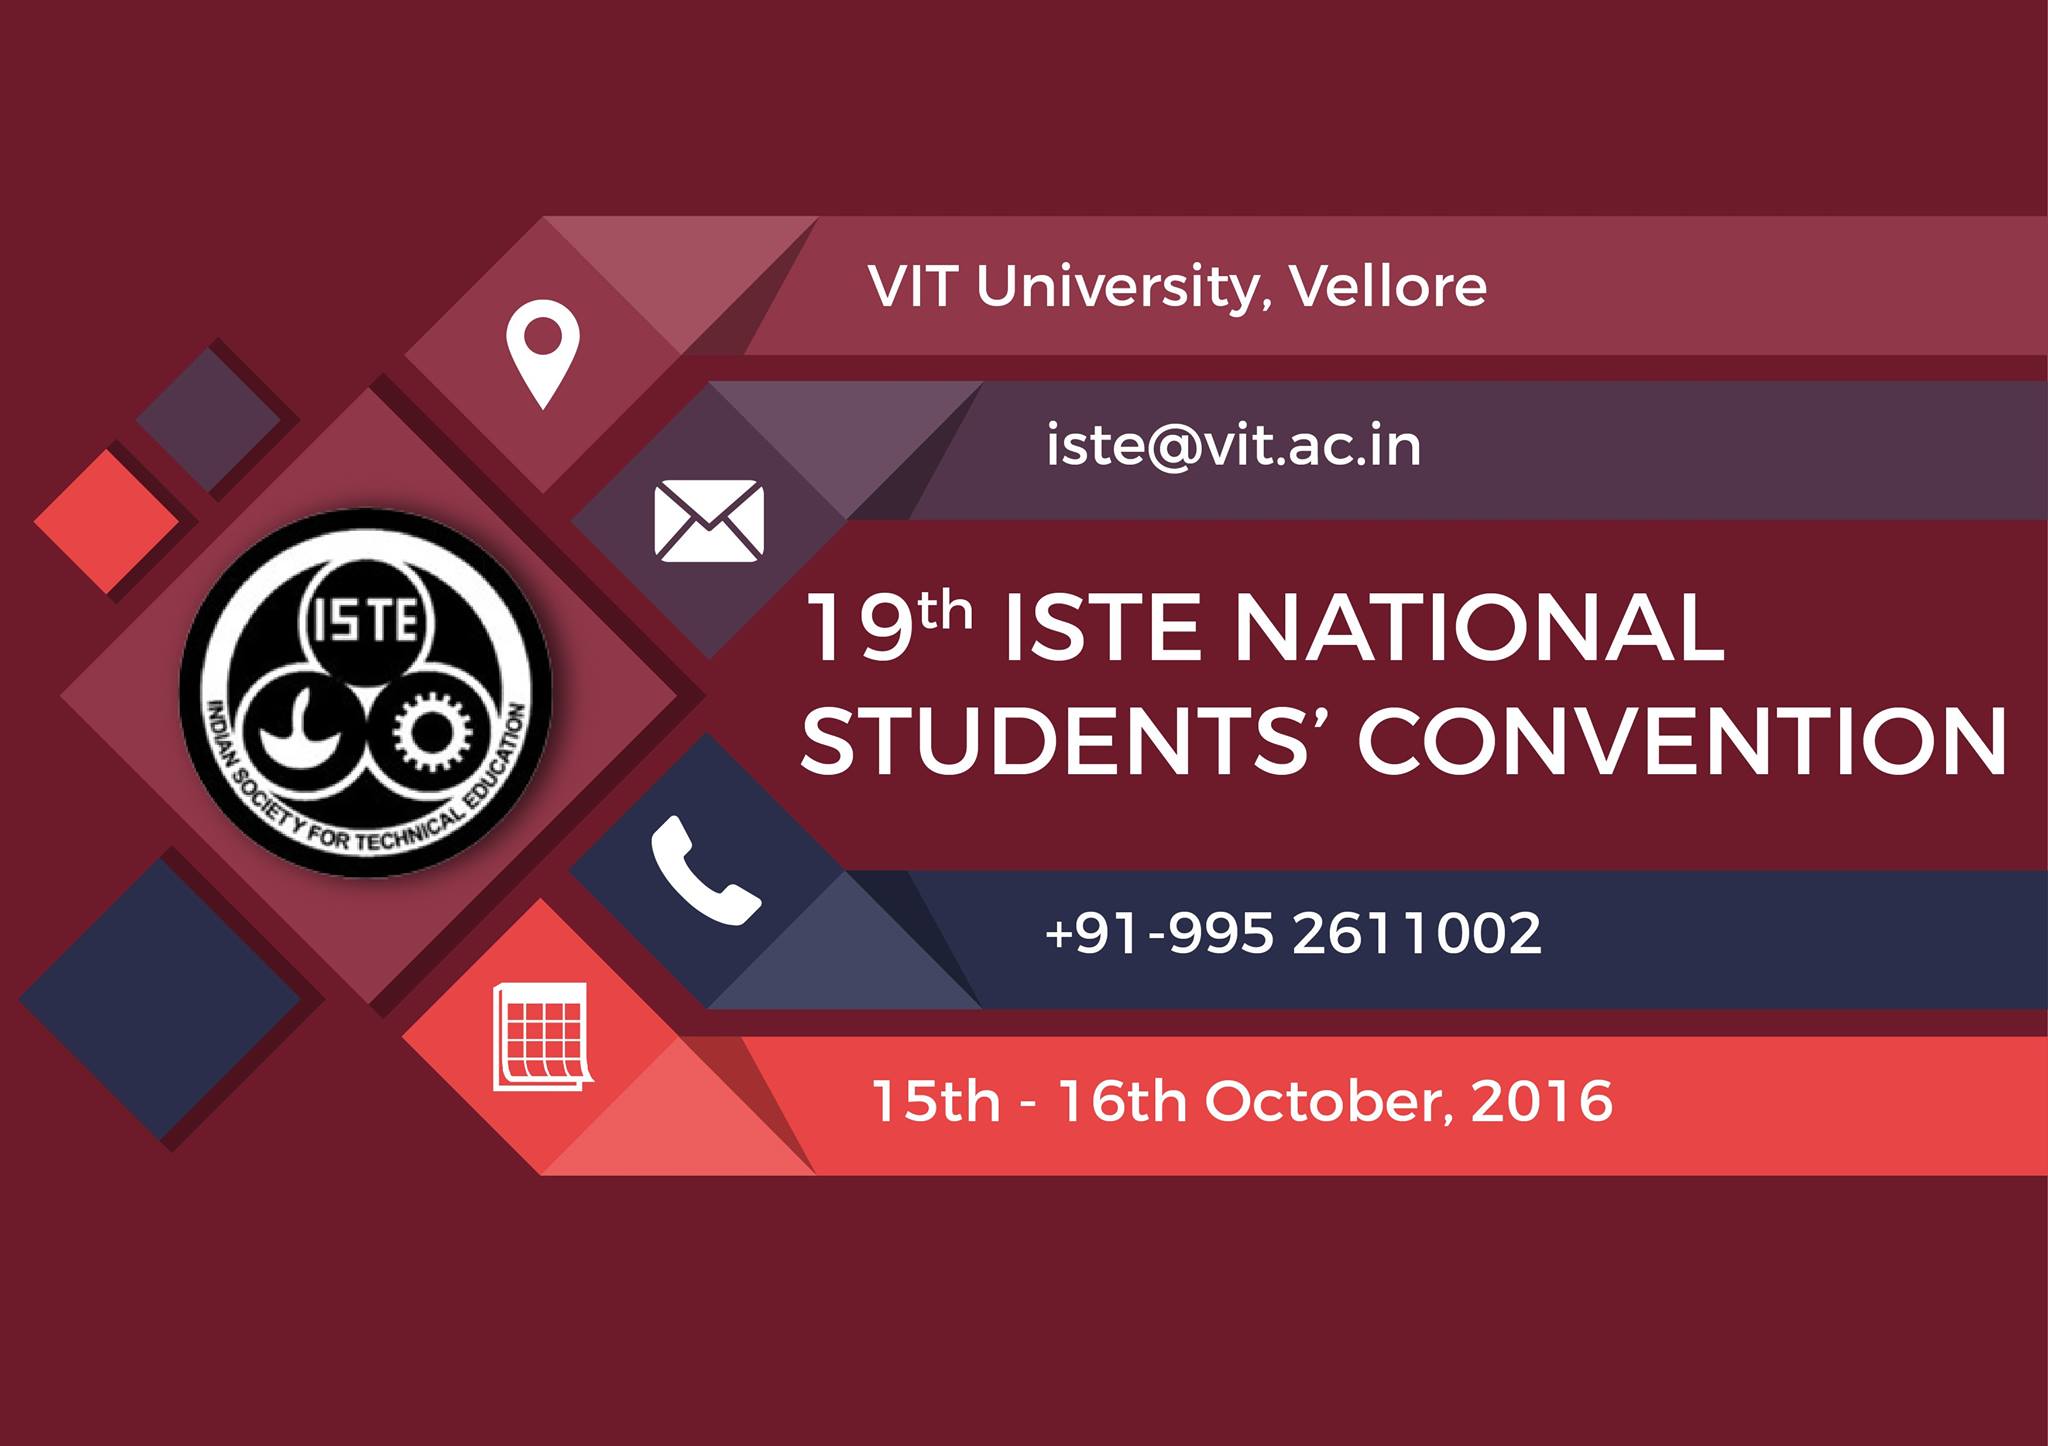 VIT University, Vellore
iste@vit.ac.in
ISTE
INDIAN SOCIETY FOR TECHNICAL EDUCATION
19th ISTE NATIONAL
STUDENTS’ CONVENTION
+91-995 2611002
15th - 16th October, 2016